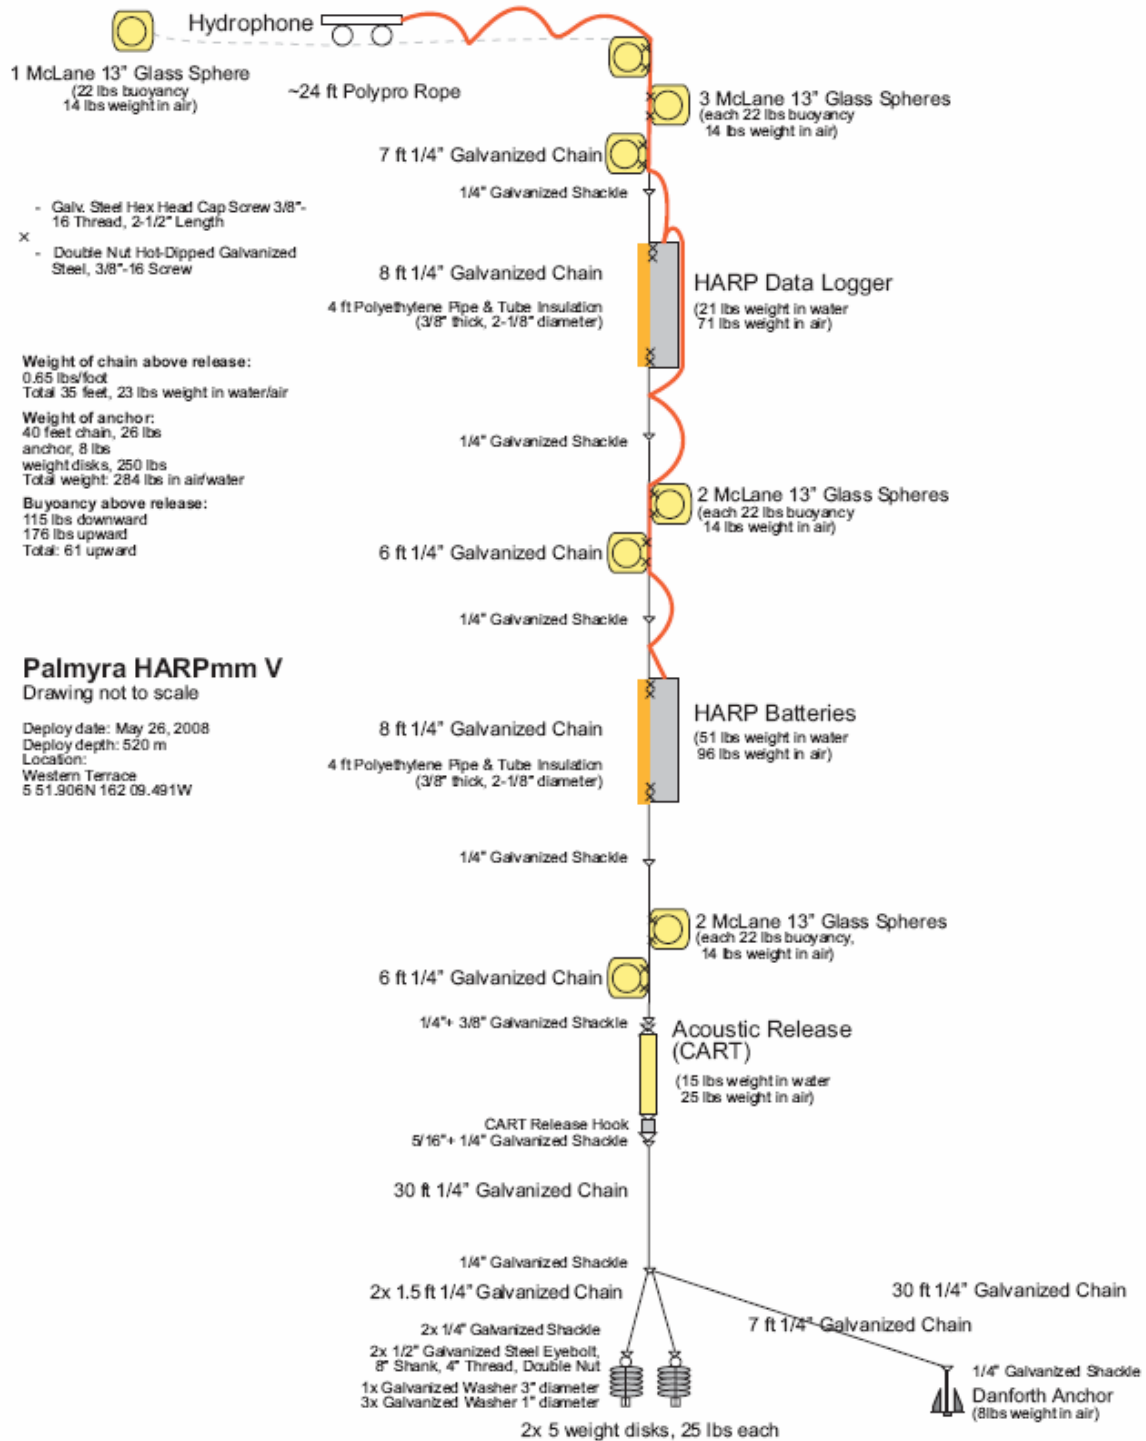 Hydrophone
1 McLane 13" Glass Sphere
(22 lbs buoyancy
14 lbs weight in air)
~24 ft Polypro Rope
3 McLane 13" Glass Spheres
(each 22 lbs buoyancy
14 lbs weight in air)
7 ft 1/4" Galvanized Chain
1/4" Galvanized Shackle
- Galv. Steel Hex Head Cap Screw 3/8"-
16 Thread, 2-1/2" Length
x
- Double Nut Hot-Dipped Galvanized
Steel, 3/8"-16 Screw
8 ft 1/4" Galvanized Chain
4 ft Polyethylene Pipe & Tube Insulation
(3/8" thick, 2-1/8" diameter)
HARP Data Logger
(21 lbs weight in water
71 lbs weight in air)
Weight of chain above release:
0.65 lbs/foot
Total 35 feet, 23 lbs weight in water/air
Weight of anchor:
40 feet chain, 26 lbs
anchor, 8 lbs
weight disks, 250 lbs
Total weight: 284 lbs in air/water
Buyoancy above release:
115 lbs downward
176 lbs upward
Total: 61 upward
1/4" Galvanized Shackle
2 McLane 13" Glass Spheres
(each 22 lbs buoyancy
14 lbs weight in air)
6 ft 1/4" Galvanized Chain
1/4" Galvanized Shackle
Palmyra HARPmm V
Drawing not to scale
Deploy date: May 26, 2008
Deploy depth: 520 m
Location:
Western Terrace
5 51.906N 162 09.491W
8 ft 1/4" Galvanized Chain
4 ft Polyethylene Pipe & Tube Insulation
(3/8" thick, 2-1/8" diameter)
HARP Batteries
(51 lbs weight in water
96 lbs weight in air)
1/4" Galvanized Shackle
2 McLane 13" Glass Spheres
(each 22 lbs buoyancy,
14 lbs weight in air)
6 ft 1/4" Galvanized Chain
1/4"+ 3/8" Galvanized Shackle
Acoustic Release
(CART)
(15 lbs weight in water
25 lbs weight in air)
CART Release Hook
5/16"+ 1/4" Galvanized Shackle
30 ft 1/4" Galvanized Chain
1/4" Galvanized Shackle
2x 1.5 ft 1/4" Galvanized Chain
30 ft 1/4" Galvanized Chain
7 ft 1/4" Galvanized Chain
2x 1/4" Galvanized Shackle
2x 1/2" Galvanized Steel Eyebolt,
8" Shank, 4" Thread, Double Nut
1x Galvanized Washer 3" diameter
3x Galvanized Washer 1" diameter
1/4" Galvanized Shackle
Danforth Anchor
(8lbs weight in air)
2x 5 weight disks, 25 lbs each